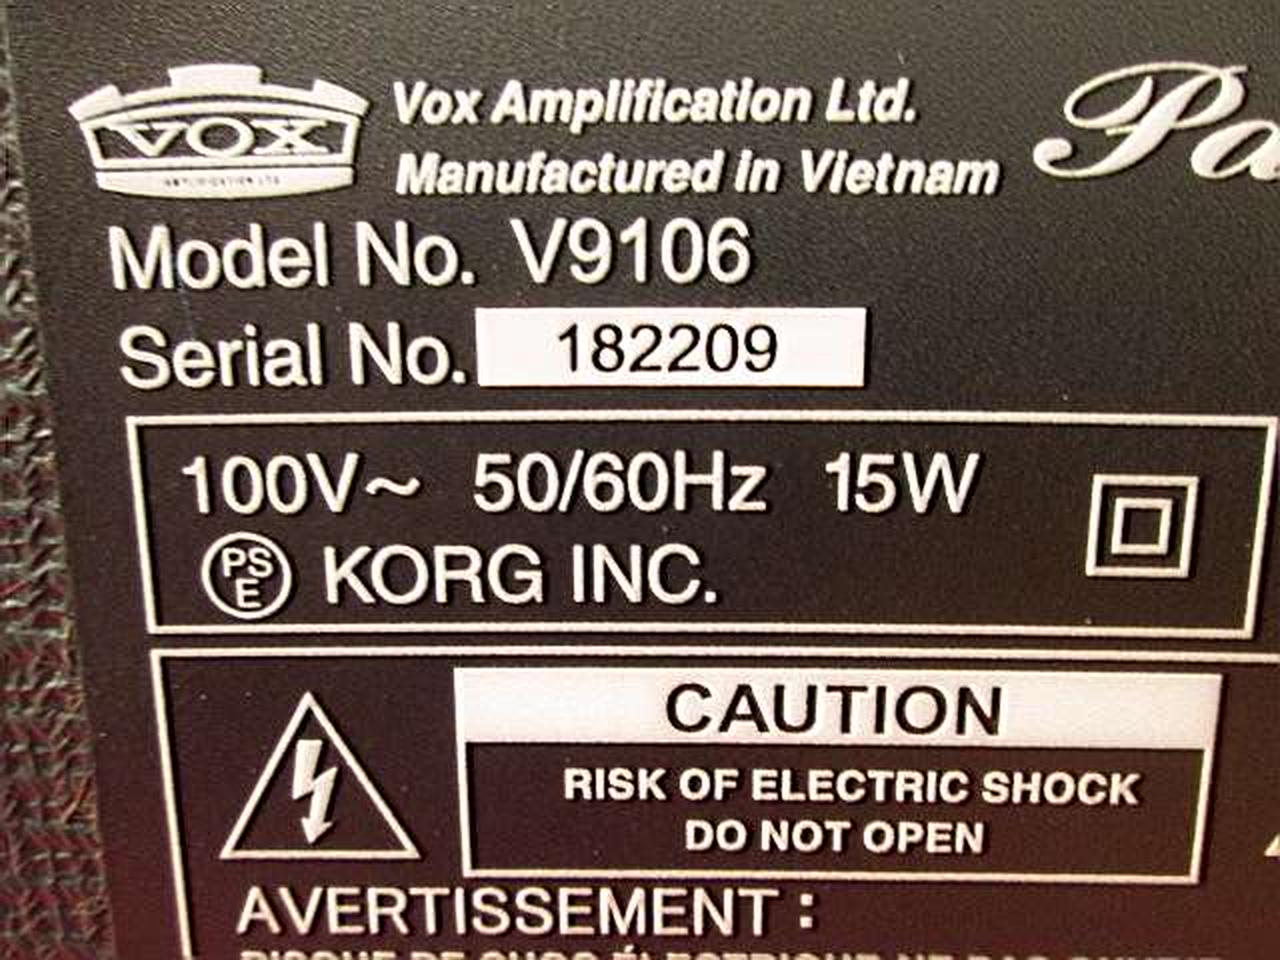 VOX
Vox Amplification Ltd.
Manufactured in Vietnam
Pa
Model No. V9106
Serial No. 182209
100V~ 50/60Hz 15W
PSE KORG INC.
CAUTION
RISK OF ELECTRIC SHOCK
DO NOT OPEN
AVERTISSEMENT :